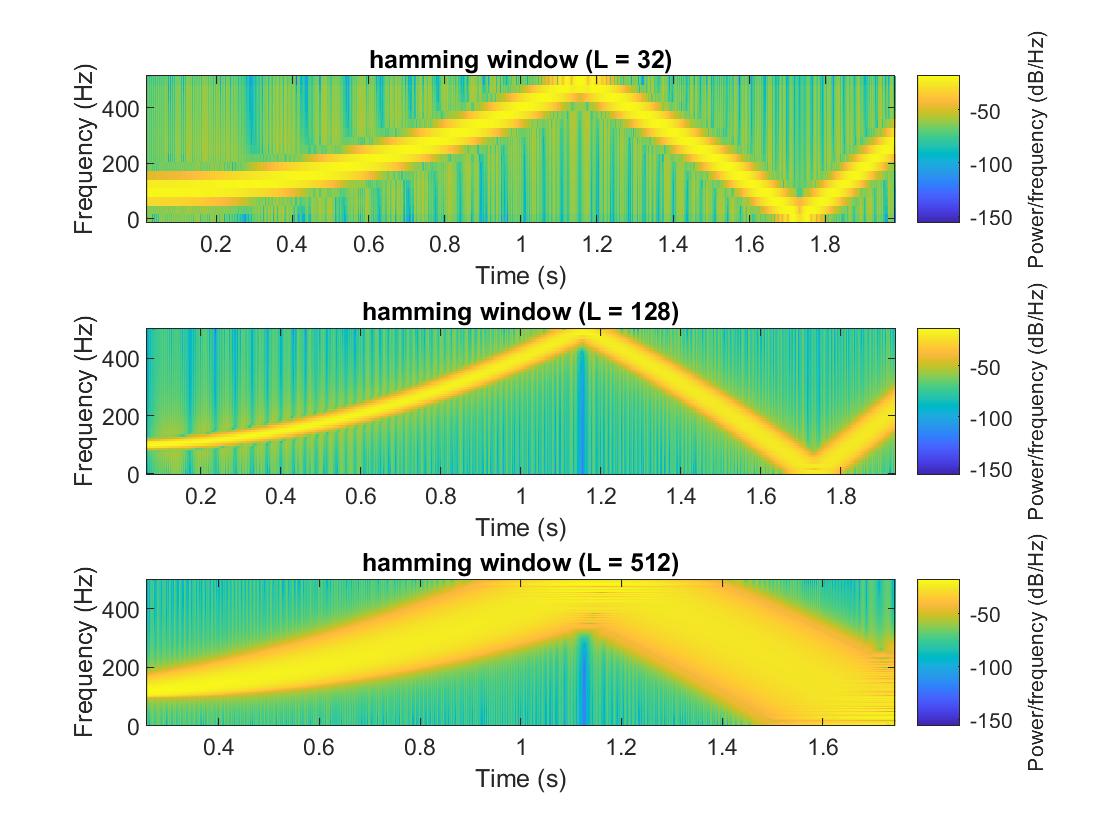 hamming window (L = 32)
Frequency (Hz)
400
200
0
0.2 0.4 0.6 0.8 1 1.2 1.4 1.6 1.8
Time (s)
-50
-100
-150
Power/frequency (dB/Hz)
hamming window (L = 128)
Frequency (Hz)
400
200
0
0.2 0.4 0.6 0.8 1 1.2 1.4 1.6 1.8
Time (s)
-50
-100
-150
Power/frequency (dB/Hz)
hamming window (L = 512)
Frequency (Hz)
400
200
0
0.4 0.6 0.8 1 1.2 1.4 1.6
Time (s)
-50
-100
-150
Power/frequency (dB/Hz)